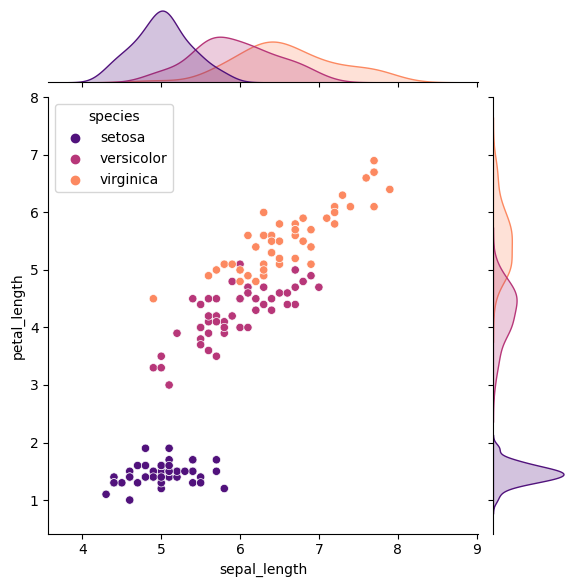 species
setosa
versicolor
virginica
8
7
6
5
4
3
2
1
petal_length
4 5 6 7 8 9
sepal_length